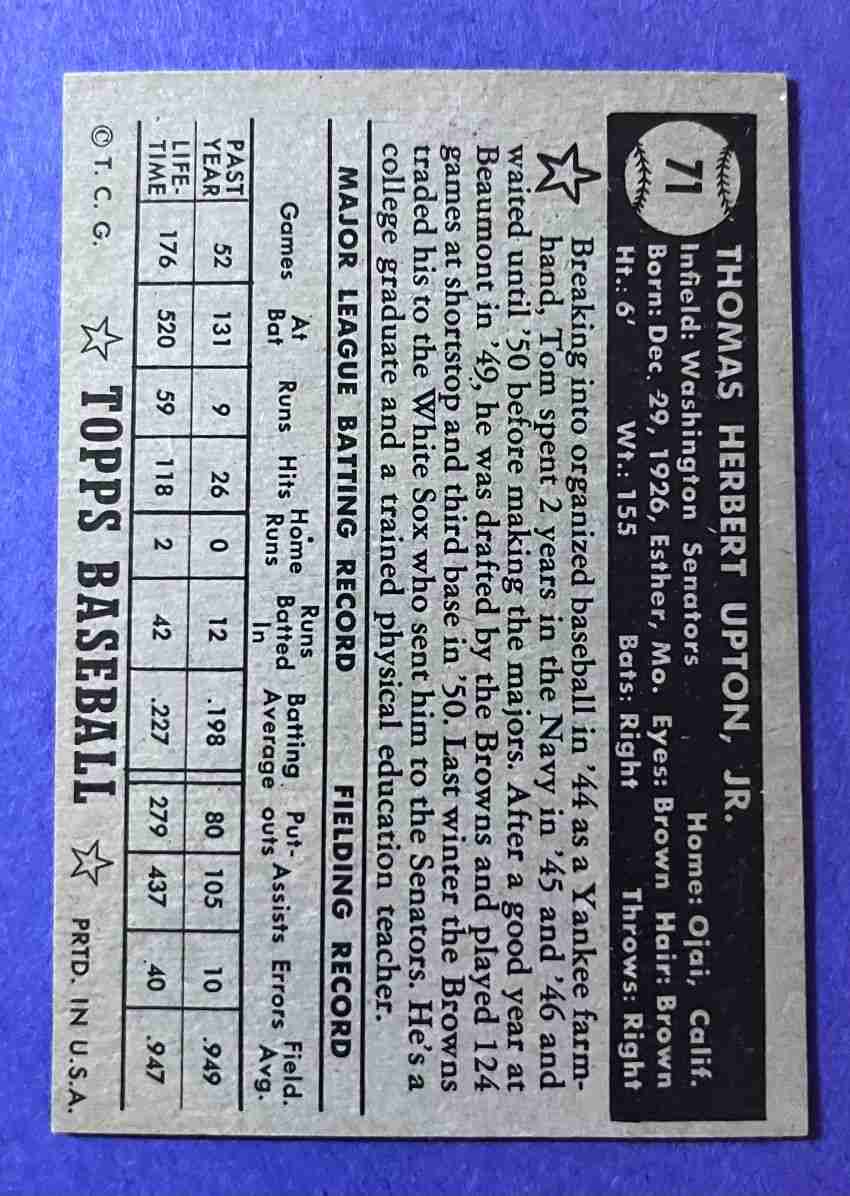 71
THOMAS HERBERT UPTON, JR.
Infield: Washington Senators Home: Ojai, Calif.
Born: Dec. 29, 1926, Esther, Mo. Eyes: Brown Hair: Brown
Ht.: 6' Wt.: 155 Bats: Right Throws: Right
Breaking into organized baseball in '44 as a Yankee farm-
hand, Tom spent 2 years in the Navy in '45 and '46 and
waited until '50 before making the majors. After a good year at
Beaumont in '49, he was drafted by the Browns and played 124
games at shortstop and third base in '50. Last winter the Browns
traded his to the White Sox who sent him to the Senators. He's a
college graduate and a trained physical education teacher.
MAJOR LEAGUE BATTING RECORD FIELDING RECORD
Games At Bat Runs Hits Home Runs Runs Batted In Batting Average Put-outs Assists Errors Field. Avg.
PAST YEAR 52 131 9 26 0 12 .198 80 105 10 .949
LIFE-TIME 176 520 59 118 2 42 .227 279 437 40 .947
© T. C. G. TOPPS BASEBALL PRTD. IN U.S.A.